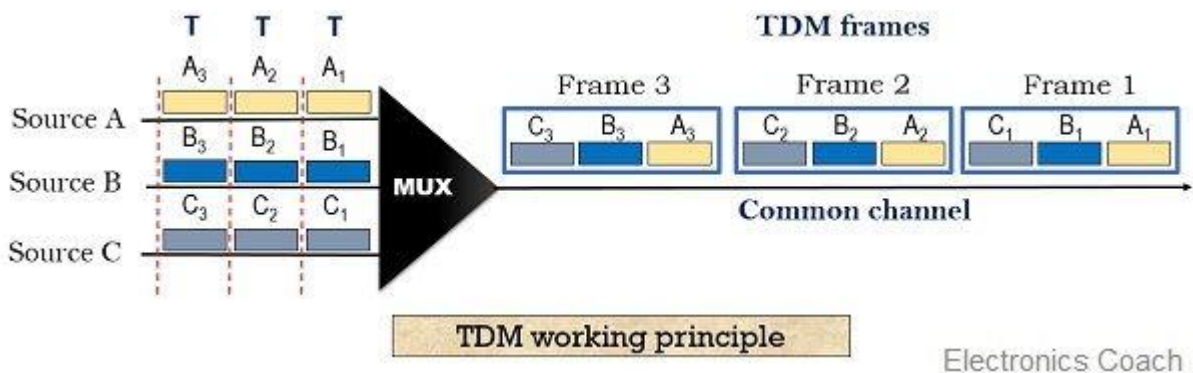 T T T
TDM frames
A₃ A₂ A₁
Frame 3 Frame 2 Frame 1
Source A
C₃ B₃ A₃ C₂ B₂ A₂ C₁ B₁ A₁
B₃ B₂ B₁
Source B
MUX
Common channel
C₃ C₂ C₁
Source C
TDM working principle
Electronics Coach